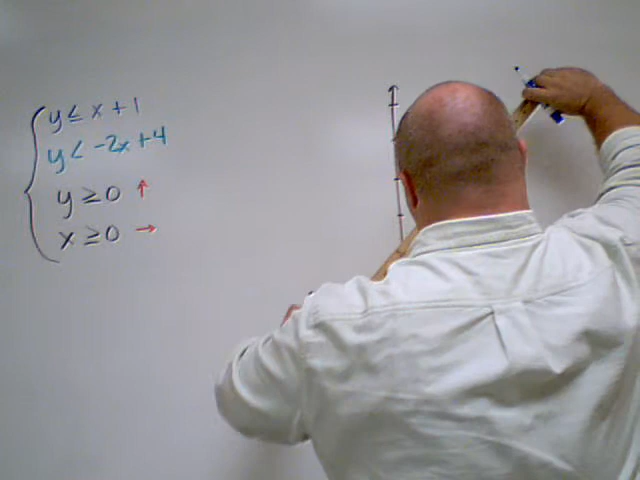 y ≤ x + 1
y < -2x + 4
y ≥ 0 ↑
x ≥ 0 →